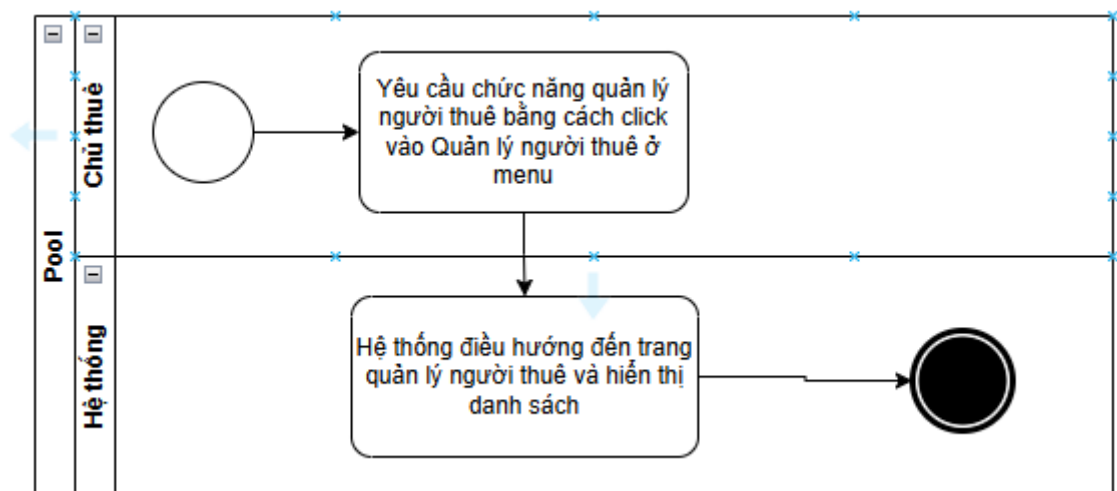 Pool
Chủ thuê
Yêu cầu chức năng quản lý
người thuê bằng cách click
vào Quản lý người thuê ở
menu
Hệ thống
Hệ thống điều hướng đến trang
quản lý người thuê và hiển thị
danh sách